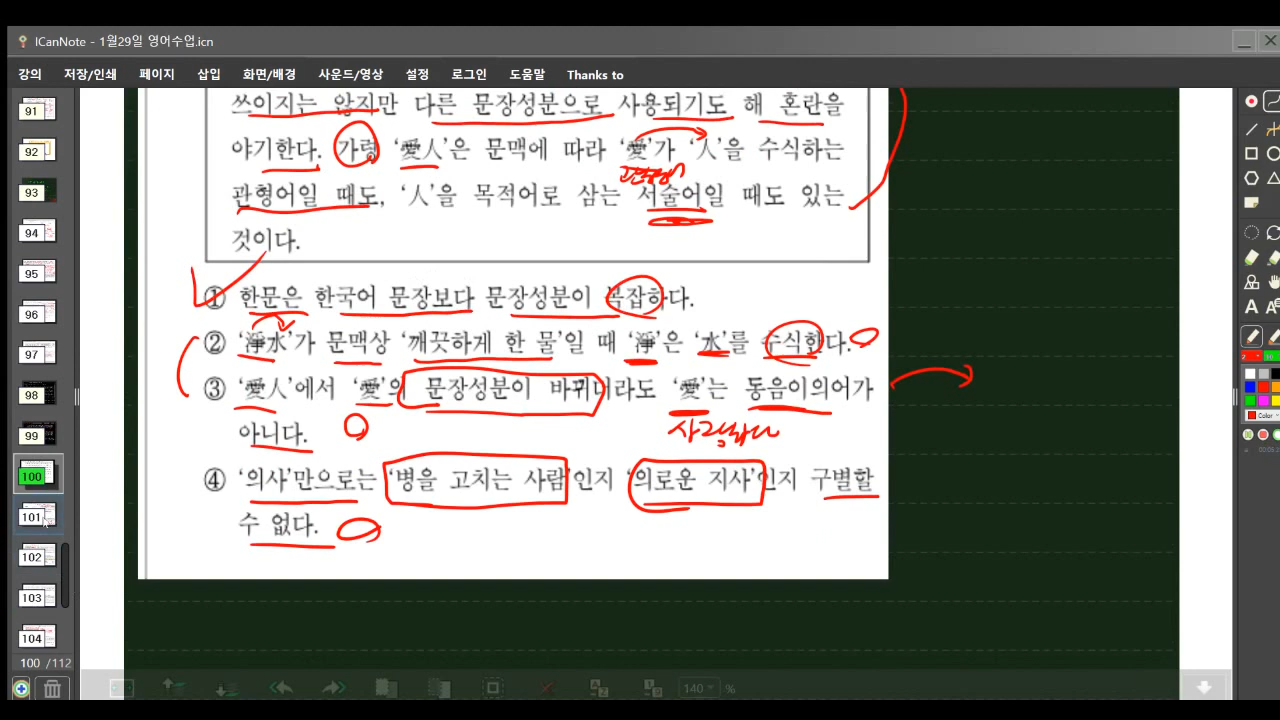 ICanNote - 1월29일 영어수업.icn
강의 저장/인쇄 페이지 삽입 화면/배경 사운드/영상 설정 로그인 도움말 Thanks to
쓰이지는 않지만 다른 문장성분으로 사용되기도 해 혼란을
야기한다. 가령 ‘愛人’은 문맥에 따라 ‘愛’가 ‘人’을 수식하는
관형어일 때도, ‘人’을 목적어로 삼는 서술어일 때도 있는
것이다.
① 한문은 한국어 문장보다 문장성분이 복잡하다.
② ‘淨水’가 문맥상 ‘깨끗하게 한 물’일 때 ‘淨’은 ‘水’를 수식한다.
③ ‘愛人’에서 ‘愛’의 문장성분이 바뀌더라도 ‘愛’는 동음이의어가
아니다.
사랑하다
④ ‘의사’만으로는 ‘병을 고치는 사람’인지 ‘의로운 지사’인지 구별할
수 없다.
91
92
93
94
95
96
97
98
99
100
101
102
103
104
100 /112
140 %
Color